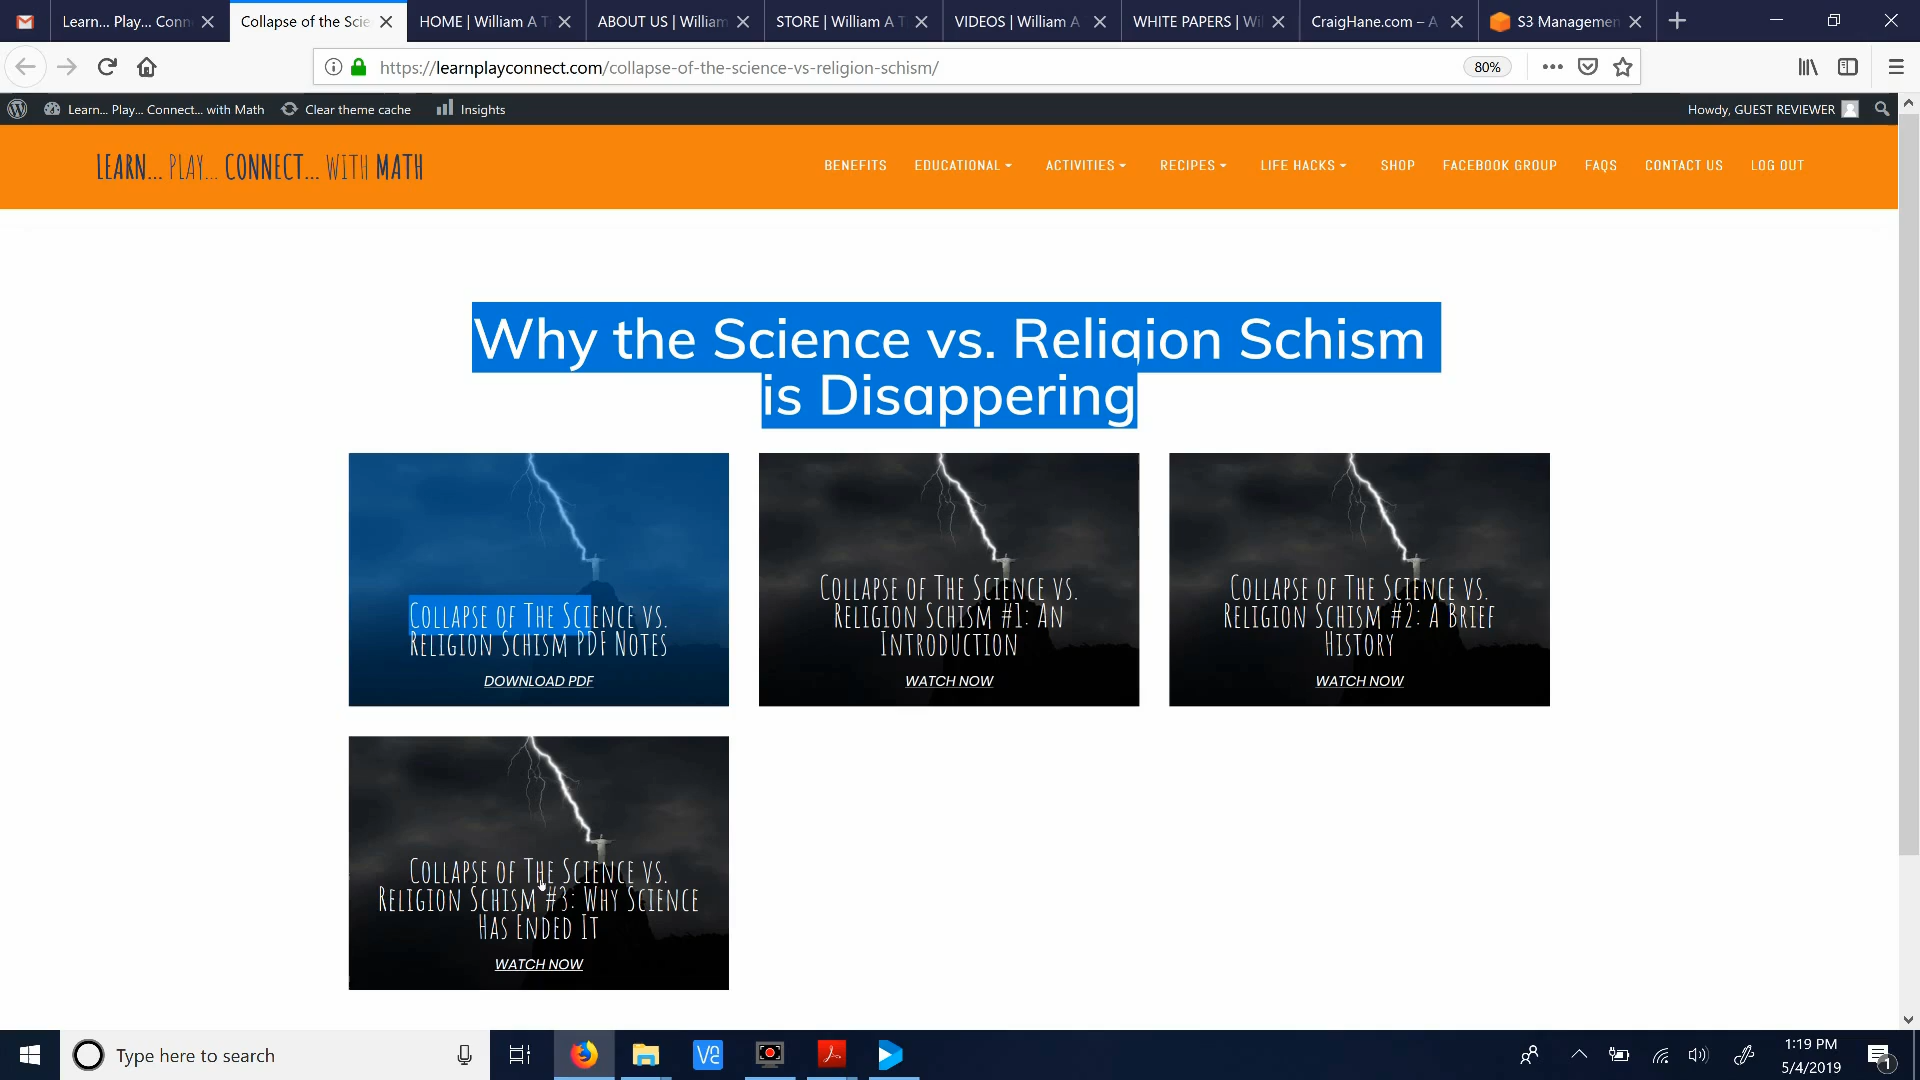 Learn... Play... Conn
Collapse of the Scie
HOME | William A T
ABOUT US | William
STORE | William A T
VIDEOS | William A
WHITE PAPERS | Wi
CraigHane.com – A
S3 Managemen
https://learnplayconnect.com/collapse-of-the-science-vs-religion-schism/
80%
Learn... Play... Connect... with Math
Clear theme cache
Insights
Howdy, GUEST REVIEWER
LEARN... PLAY... CONNECT... WITH MATH
BENEFITS
EDUCATIONAL
ACTIVITIES
RECIPES
LIFE HACKS
SHOP
FACEBOOK GROUP
FAQS
CONTACT US
LOG OUT
Why the Science vs. Religion Schism
is Disappering
Collapse of The Science vs.
Religion Schism PDF Notes
DOWNLOAD PDF
Collapse of The Science vs.
Religion Schism #1: An
Introduction
WATCH NOW
Collapse of The Science vs.
Religion Schism #2: A Brief
History
WATCH NOW
Collapse of The Science vs.
Religion Schism #3: Why Science
Has Ended It
WATCH NOW
Type here to search
1:19 PM
5/4/2019
1